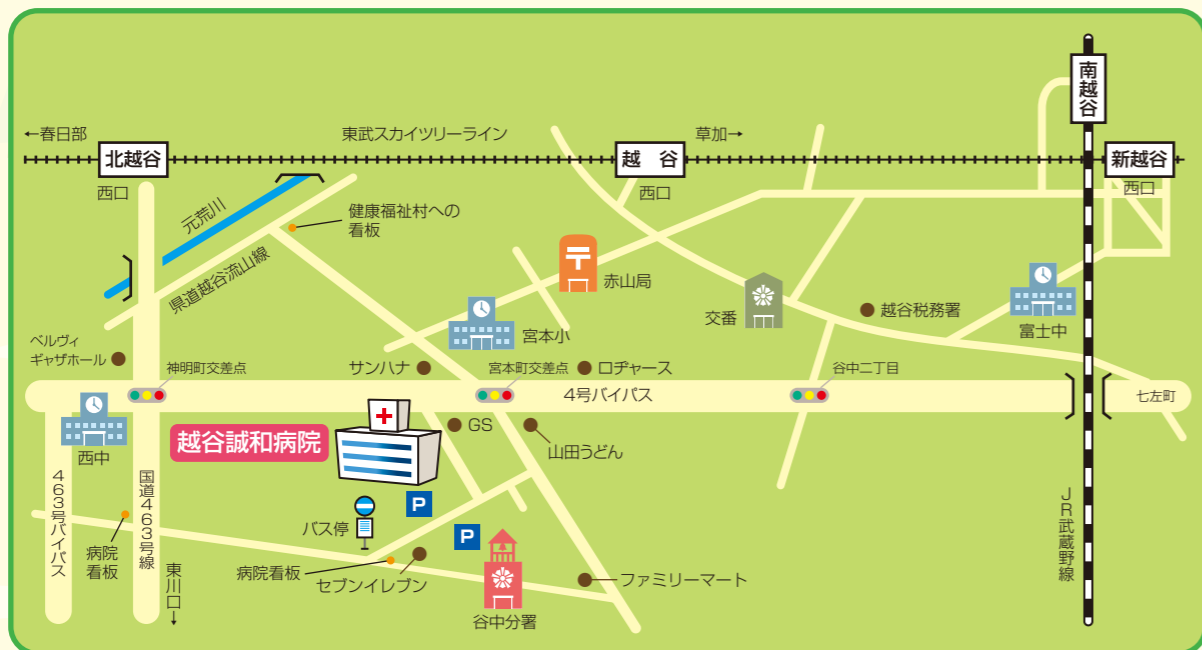 南越谷
←春日部
東武スカイツリーライン
草加→
北越谷
越 谷
新越谷
西口
西口
西口
元荒川
健康福祉村への
看板
県道越谷流山線
赤山局
交番
越谷税務署
富士中
宮本小
ベルヴィ
ギャザホール
神明町交差点
サンハナ
宮本町交差点
ロヂャース
谷中二丁目
4号バイパス
七左町
越谷誠和病院
GS
山田うどん
西中
463号バイパス
国道463号線
P
バス停
P
JR武蔵野線
病院
看板
病院看板
セブンイレブン
ファミリーマート
東川口→
谷中分署